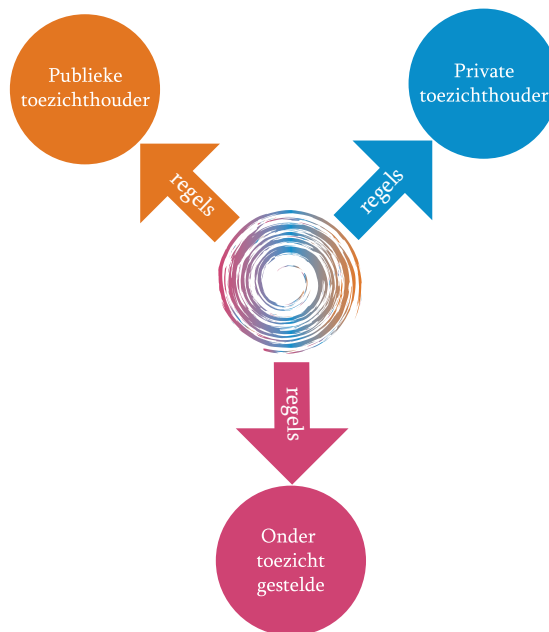 Publieke
toezichthouder
Private
toezichthouder
regels
regels
regels
Onder
toezicht
gestelde